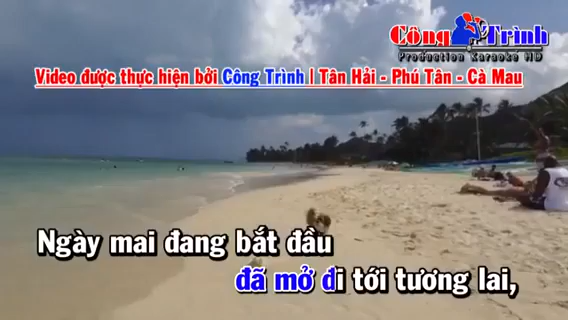 Công Trình
Production Karaoke HD
Video được thực hiện bởi Công Trình | Tân Hải - Phú Tân - Cà Mau
Ngày mai đang bắt đầu
đã mở đi tới tương lai,